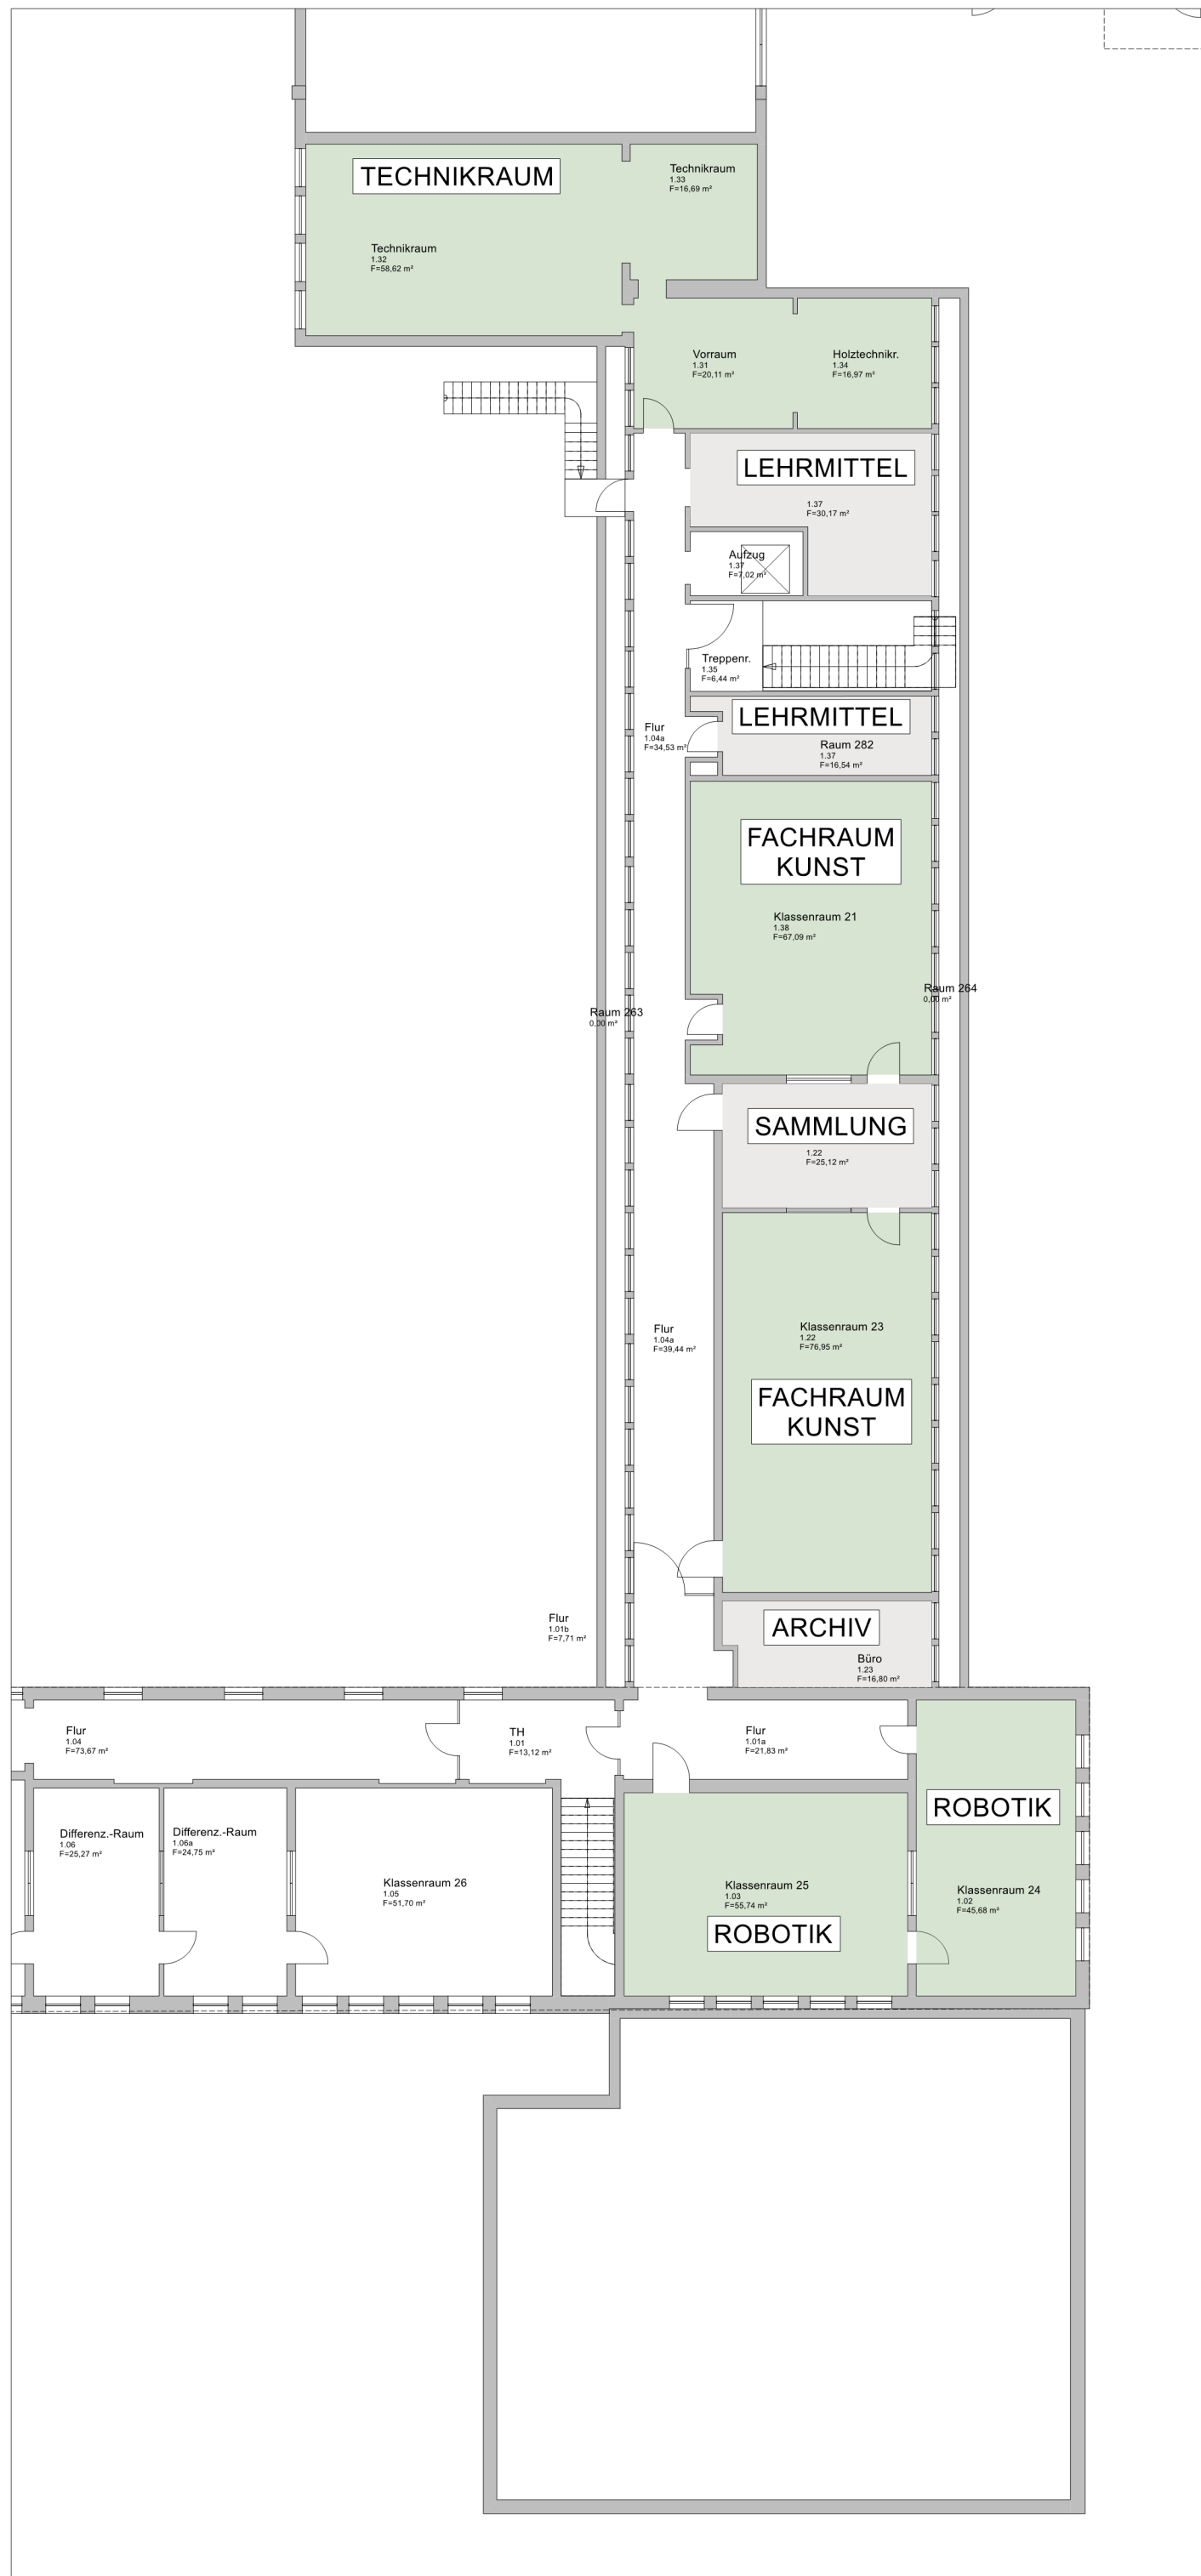 TECHNIKRAUM
Technikraum
1.33
F=16,69 m²
Technikraum
1.32
F=58,62 m²
Vorraum
1.31
F=20,11 m²
Holztechnikr.
1.34
F=16,97 m²
LEHRMITTEL
1.37
F=30,17 m²
Aufzug
1.37
F=7,02 m²
Treppenr.
1.35
F=6,44 m²
LEHRMITTEL
Flur
1.04a
F=34,53 m²
Raum 282
1.37
F=16,54 m²
FACHRAUM
KUNST
Klassenraum 21
1.38
F=67,09 m²
Raum 264
0,00 m²
Raum 263
0,00 m²
SAMMLUNG
1.22
F=25,12 m²
Flur
1.04a
F=39,44 m²
Klassenraum 23
1.22
F=76,95 m²
FACHRAUM
KUNST
Flur
1.01b
F=7,71 m²
ARCHIV
Büro
1.23
F=16,80 m²
Flur
1.04
F=73,67 m²
TH
1.01
F=13,12 m²
Flur
1.01a
F=21,83 m²
ROBOTIK
Differenz.-Raum
1.06
F=25,27 m²
Differenz.-Raum
1.06a
F=24,75 m²
Klassenraum 26
1.05
F=51,70 m²
Klassenraum 25
1.03
F=55,74 m²
ROBOTIK
Klassenraum 24
1.02
F=45,68 m²